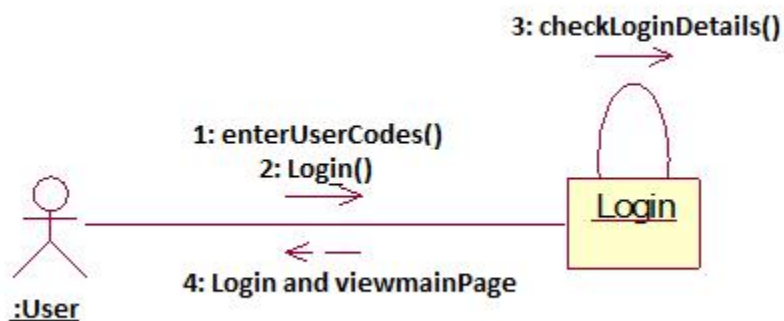 3: checkLoginDetails()
1: enterUserCodes()
2: Login()
Login
4: Login and viewmainPage
:User